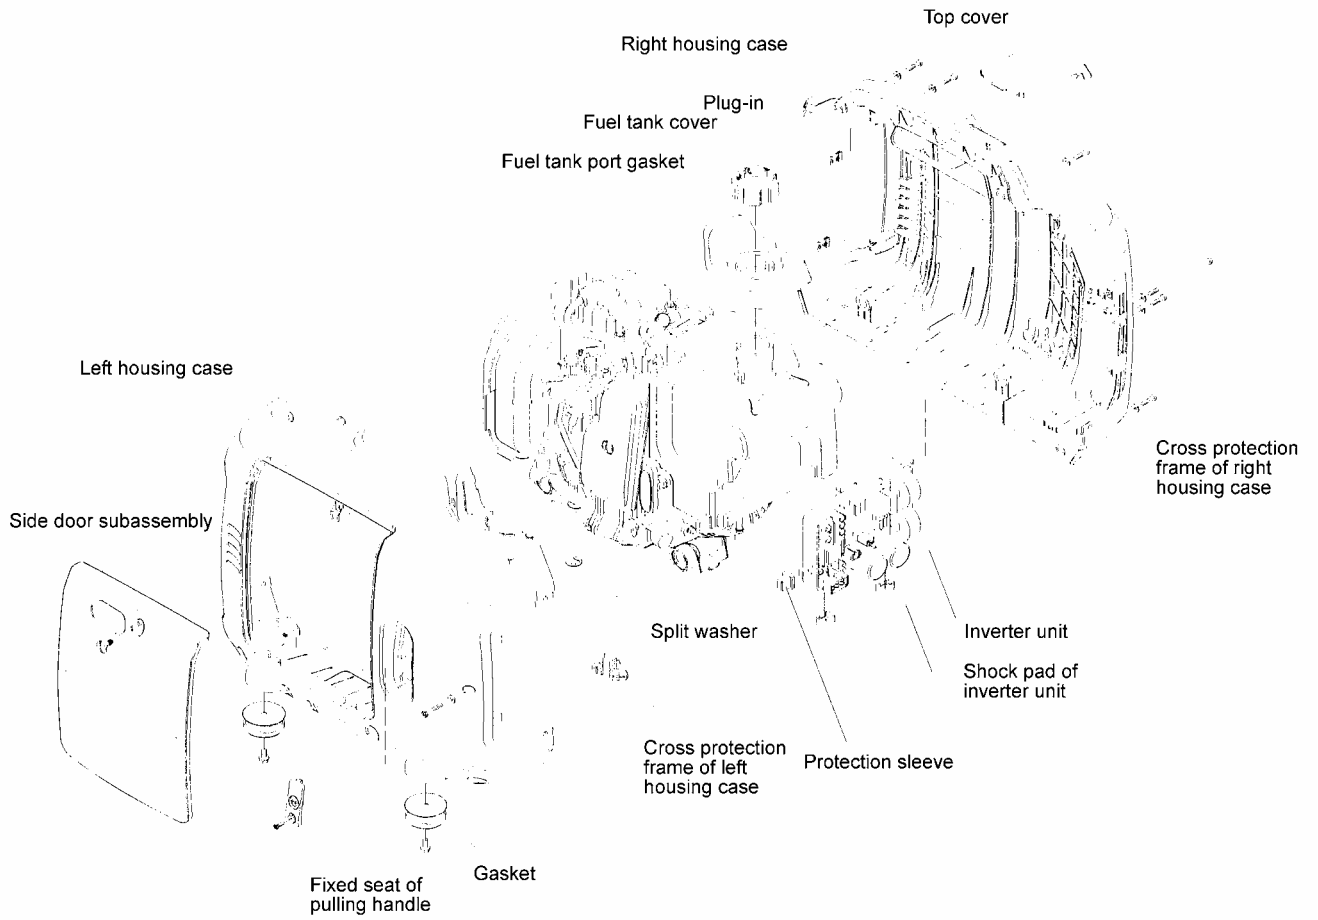 Top cover
Right housing case
Plug-in
Fuel tank cover
Fuel tank port gasket
Left housing case
Cross protection
frame of right
housing case
Side door subassembly
Split washer
Inverter unit
Shock pad of
inverter unit
Cross protection
frame of left
housing case
Protection sleeve
Gasket
Fixed seat of
pulling handle